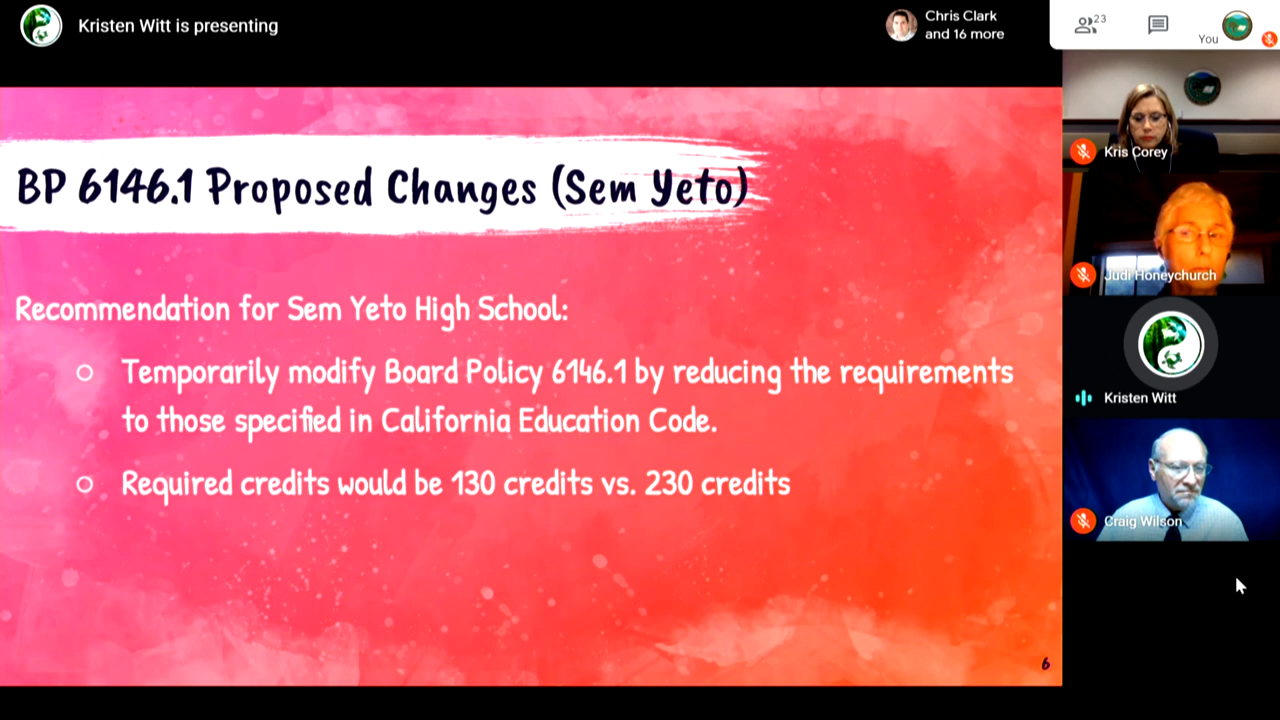 Kristen Witt is presenting
Chris Clark
and 16 more
23
You
BP 6146.1 Proposed Changes (Sem Yeto)
Recommendation for Sem Yeto High School:
Temporarily modify Board Policy 6146.1 by reducing the requirements
to those specified in California Education Code.
Required credits would be 130 credits vs. 230 credits
6
Kris Corey
Judi Honeychurch
Kristen Witt
Craig Wilson